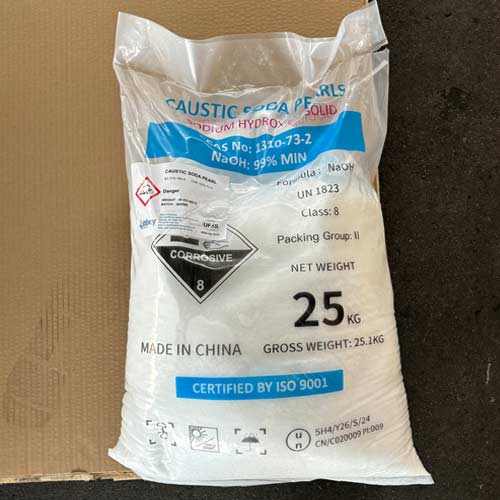 CAUSTIC SODA PEARLS
SODIUM HYDROXIDE SOLID
CAS No: 1310-73-2
NaOH: 99% MIN
CAUSTIC SODA PEARL
Danger
Formula : NaOH
UN 1823
Class: 8
Packing Group: II
CORROSIVE
8
NET WEIGHT
25 KG
MADE IN CHINA
GROSS WEIGHT: 25.1KG
CERTIFIED BY ISO 9001
u n
5H4/Y26/S/24
CN/C020009 PI:009